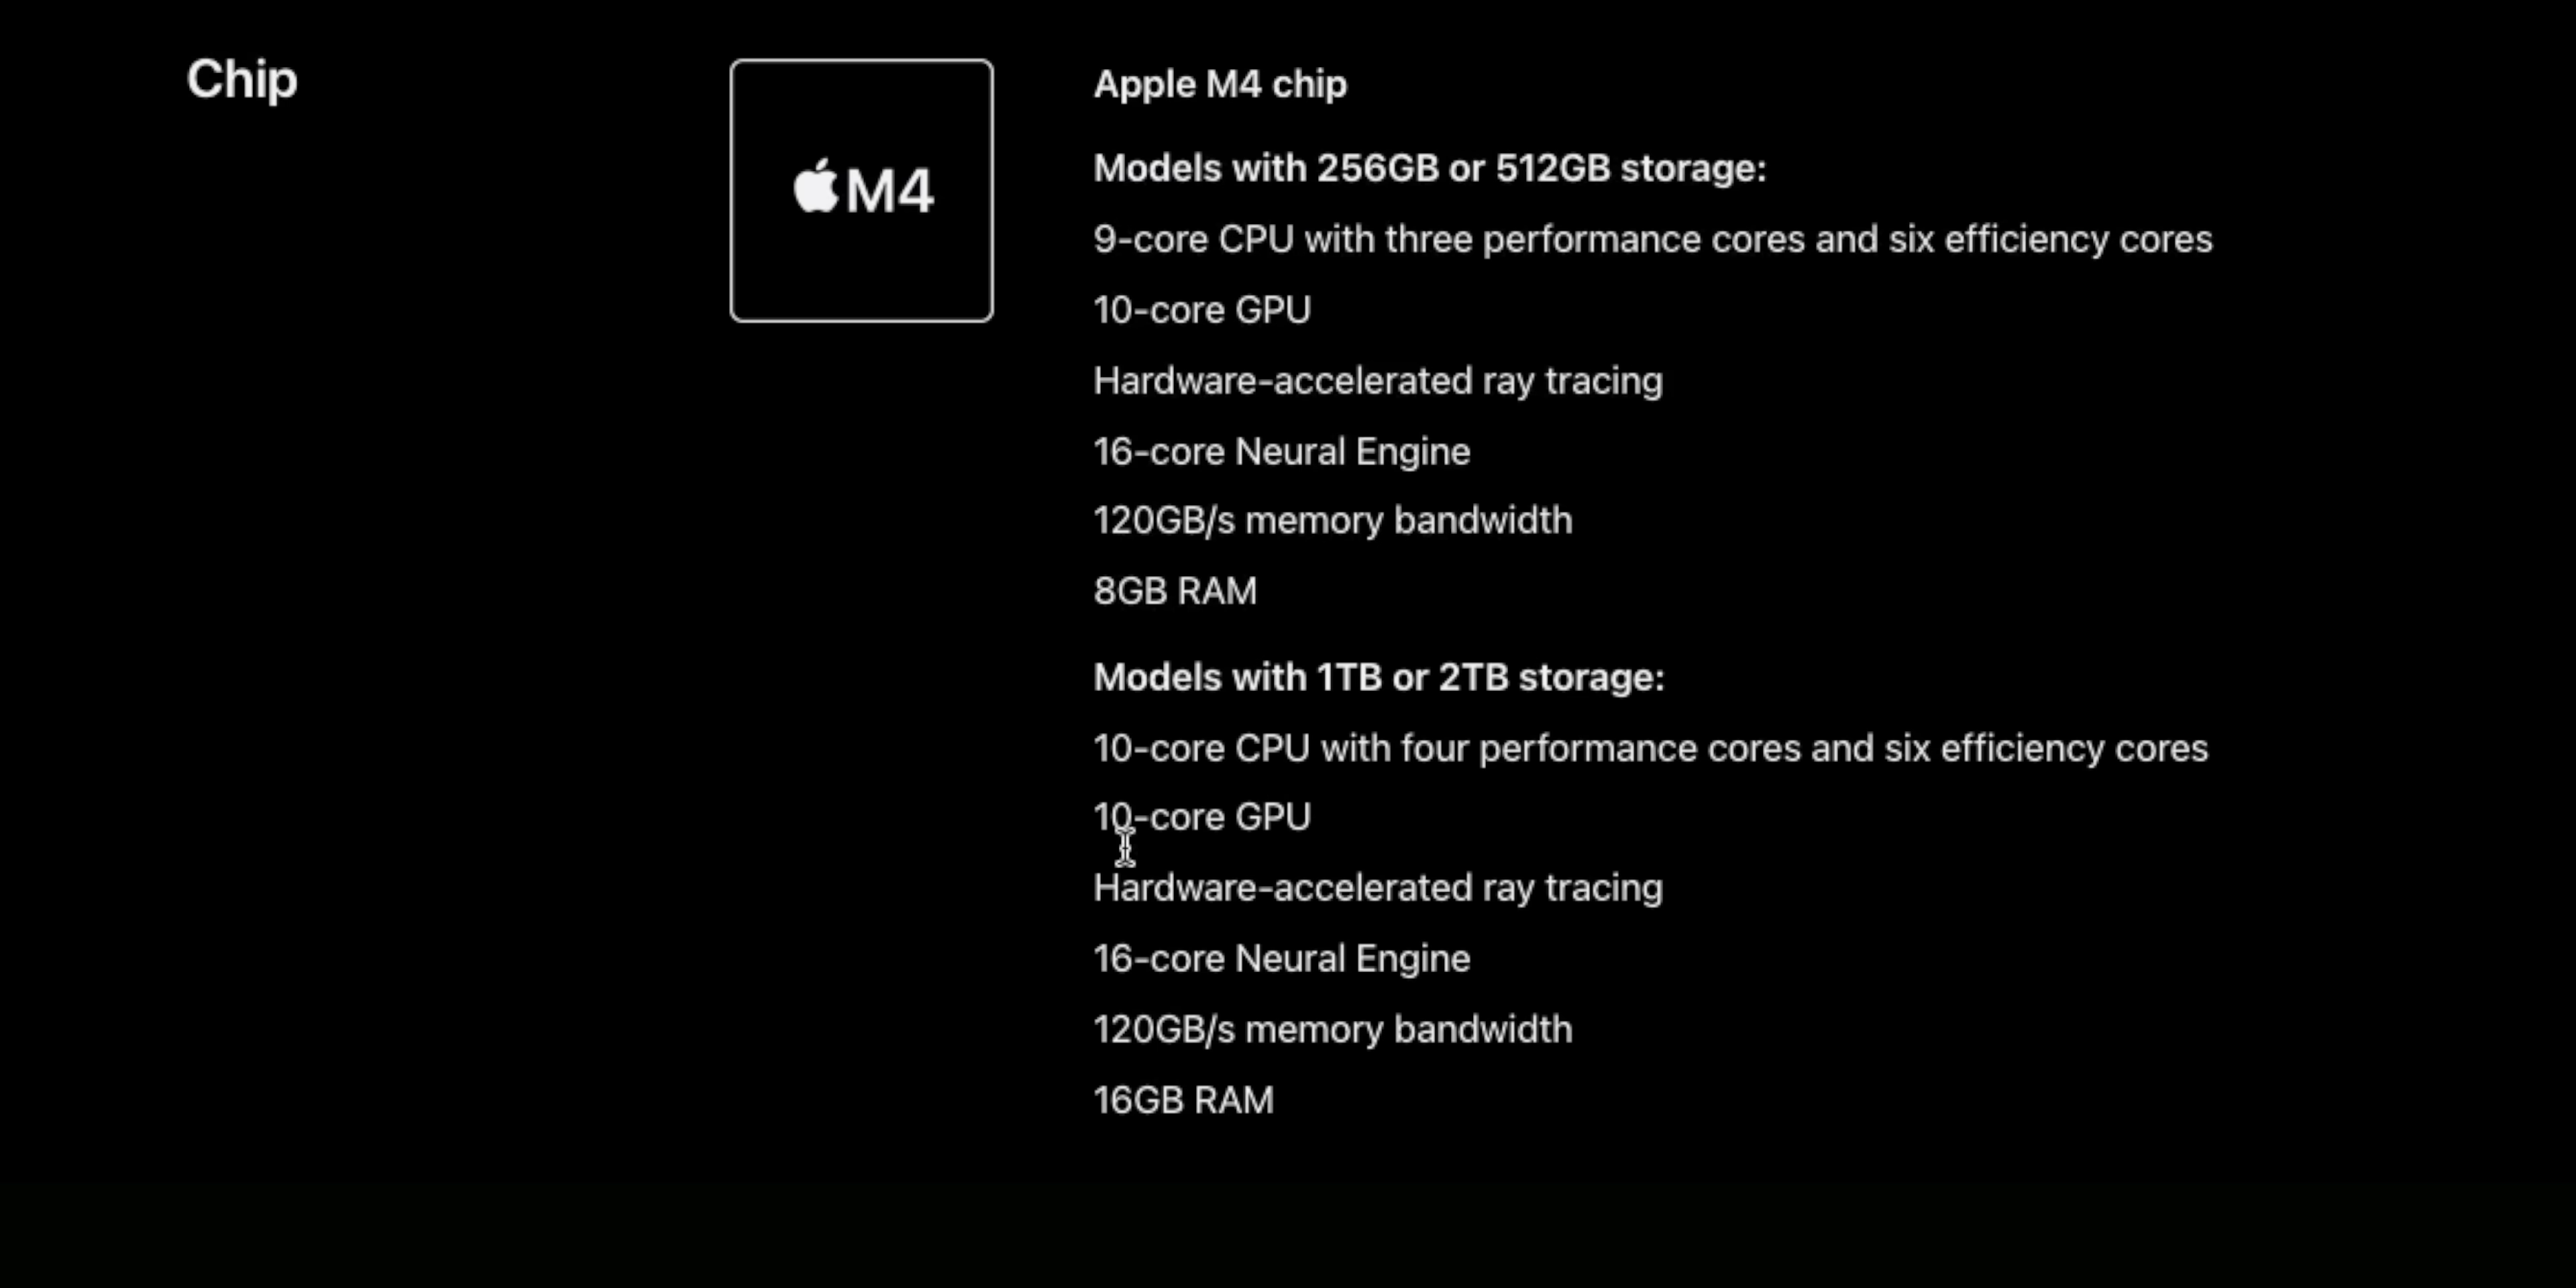 Chip
M4
Apple M4 chip
Models with 256GB or 512GB storage:
9-core CPU with three performance cores and six efficiency cores
10-core GPU
Hardware-accelerated ray tracing
16-core Neural Engine
120GB/s memory bandwidth
8GB RAM
Models with 1TB or 2TB storage:
10-core CPU with four performance cores and six efficiency cores
10-core GPU
Hardware-accelerated ray tracing
16-core Neural Engine
120GB/s memory bandwidth
16GB RAM